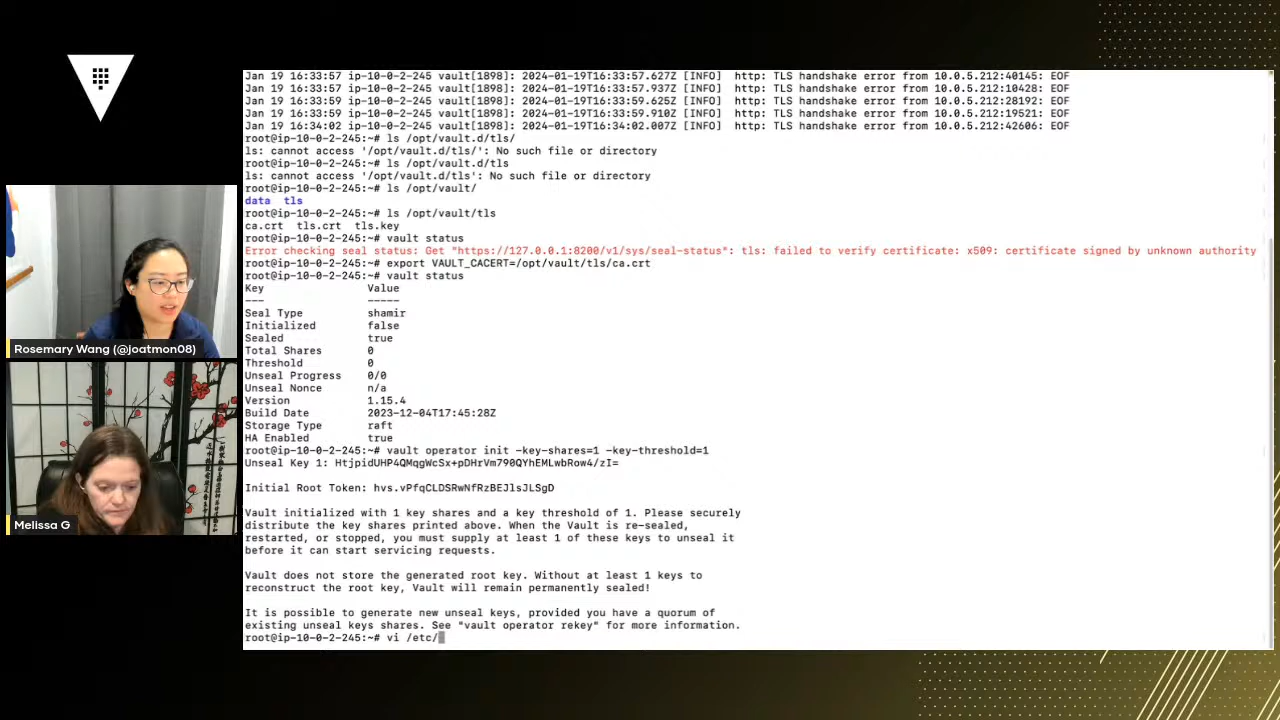 Jan 19 16:33:57 ip-10-0-2-245 vault[1898]: 2024-01-19T16:33:57.627Z [INFO]  http: TLS handshake error from 10.0.5.212:40145: EOF
Jan 19 16:33:57 ip-10-0-2-245 vault[1898]: 2024-01-19T16:33:57.937Z [INFO]  http: TLS handshake error from 10.0.5.212:10428: EOF
Jan 19 16:33:59 ip-10-0-2-245 vault[1898]: 2024-01-19T16:33:59.625Z [INFO]  http: TLS handshake error from 10.0.5.212:28192: EOF
Jan 19 16:33:59 ip-10-0-2-245 vault[1898]: 2024-01-19T16:33:59.910Z [INFO]  http: TLS handshake error from 10.0.5.212:19521: EOF
Jan 19 16:34:02 ip-10-0-2-245 vault[1898]: 2024-01-19T16:34:02.007Z [INFO]  http: TLS handshake error from 10.0.5.212:42606: EOF
root@ip-10-0-2-245:~# ls /opt/vault.d/tls/
ls: cannot access '/opt/vault.d/tls/': No such file or directory
root@ip-10-0-2-245:~# ls /opt/vault.d/tls
ls: cannot access '/opt/vault.d/tls': No such file or directory
root@ip-10-0-2-245:~# ls /opt/vault/
data  tls
root@ip-10-0-2-245:~# ls /opt/vault/tls
ca.crt  tls.crt  tls.key
root@ip-10-0-2-245:~# vault status
Error checking seal status: Get "https://127.0.0.1:8200/v1/sys/seal-status": tls: failed to verify certificate: x509: certificate signed by unknown authority
root@ip-10-0-2-245:~# export VAULT_CACERT=/opt/vault/tls/ca.crt
root@ip-10-0-2-245:~# vault status
Key                Value
---                -----
Seal Type          shamir
Initialized        false
Sealed             true
Total Shares       0
Threshold          0
Unseal Progress    0/0
Unseal Nonce       n/a
Version            1.15.4
Build Date         2023-12-04T17:45:28Z
Storage Type       raft
HA Enabled         true
root@ip-10-0-2-245:~# vault operator init -key-shares=1 -key-threshold=1
Unseal Key 1: HtjpidUHP4QMqgWcSx+pDHrVm790QYhEMLwbRow4/zI=
Initial Root Token: hvs.vPfqCLDSRwNfRzBEJlsJLSgD
Vault initialized with 1 key shares and a key threshold of 1. Please securely
distribute the key shares printed above. When the Vault is re-sealed,
restarted, or stopped, you must supply at least 1 of these keys to unseal it
before it can start servicing requests.
Vault does not store the generated root key. Without at least 1 keys to
reconstruct the root key, Vault will remain permanently sealed!
It is possible to generate new unseal keys, provided you have a quorum of
existing unseal keys shares. See "vault operator rekey" for more information.
root@ip-10-0-2-245:~# vi /etc/
Rosemary Wang (@joatmon08)
Melissa G